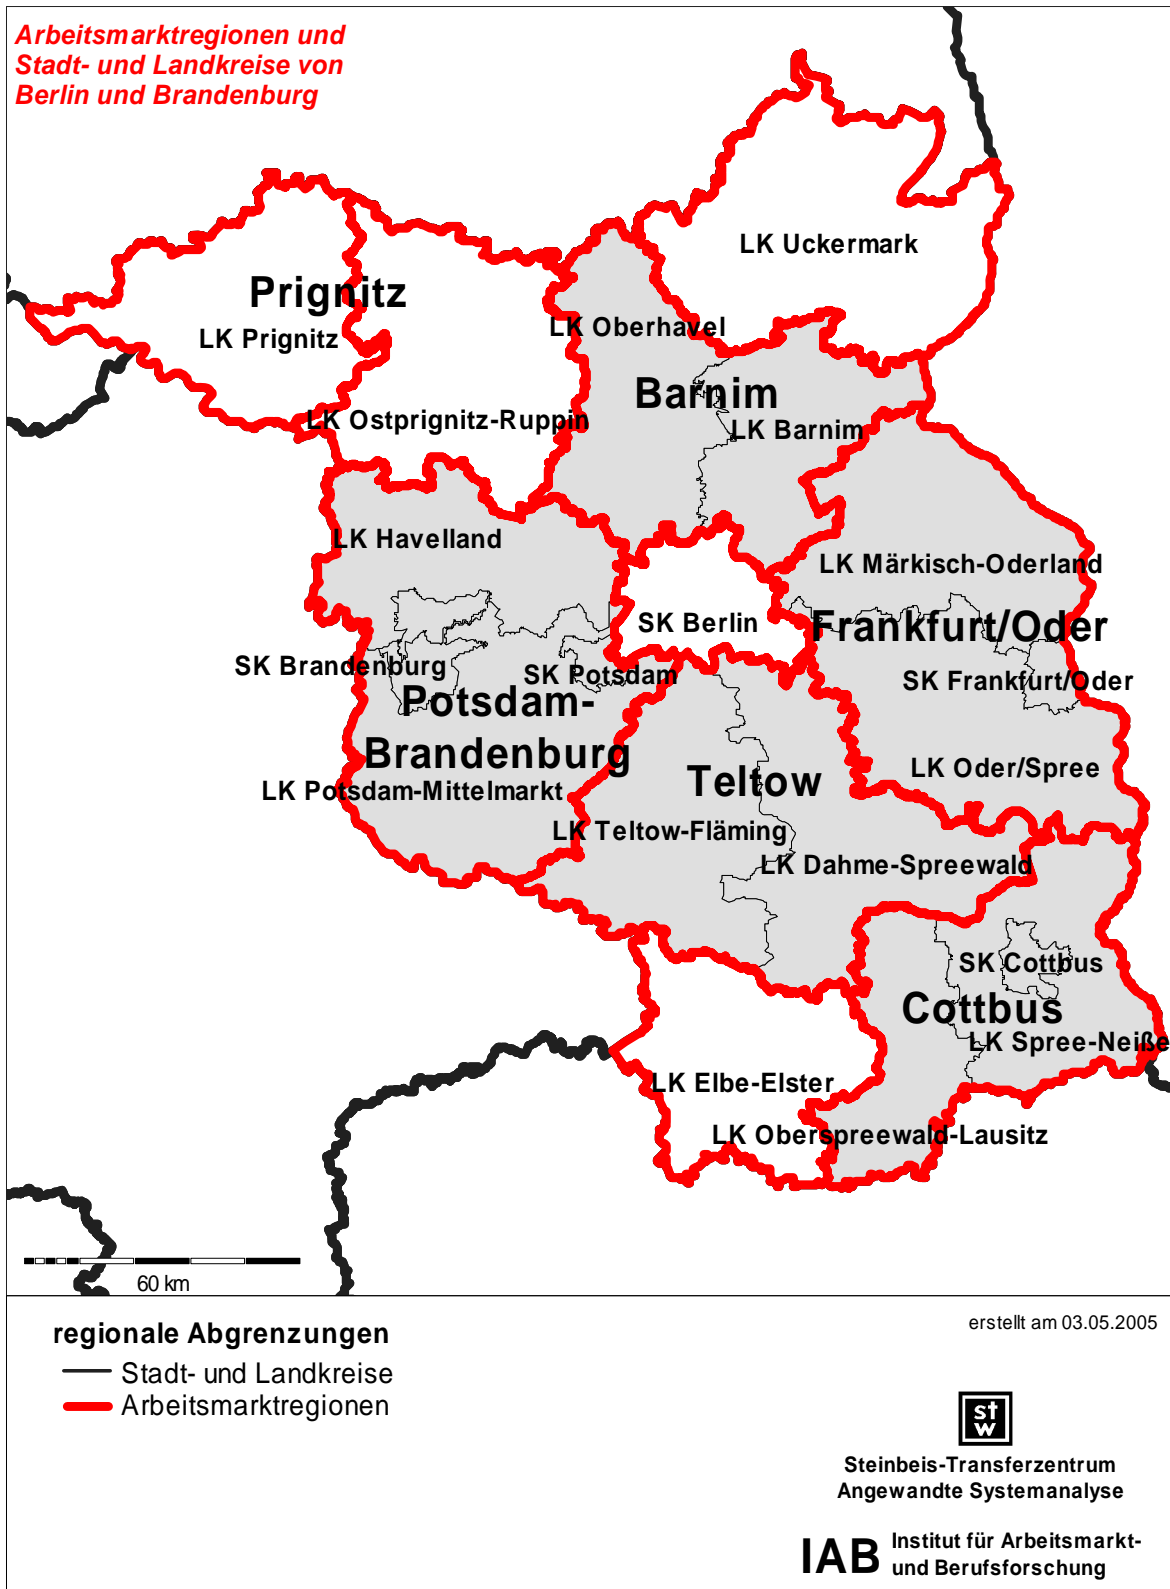 Arbeitsmarktregionen und
Stadt- und Landkreise von
Berlin und Brandenburg
LK Uckermark
Prignitz
LK Prignitz
LK Oberhavel
Barnim
LK Ostprignitz-Ruppin
LK Barnim
LK Havelland
LK Märkisch-Oderland
SK Berlin
Frankfurt/Oder
SK Brandenburg
SK Potsdam
SK Frankfurt/Oder
Potsdam-
Brandenburg
LK Oder/Spree
Teltow
LK Potsdam-Mittelmarkt
LK Teltow-Fläming
LK Dahme-Spreewald
SK Cottbus
Cottbus
LK Spree-Neiße
LK Elbe-Elster
LK Oberspreewald-Lausitz
60 km
regionale Abgrenzungen
Stadt- und Landkreise
Arbeitsmarktregionen
erstellt am 03.05.2005
st
w
Steinbeis-Transferzentrum
Angewandte Systemanalyse
IAB Institut für Arbeitsmarkt-
und Berufsforschung